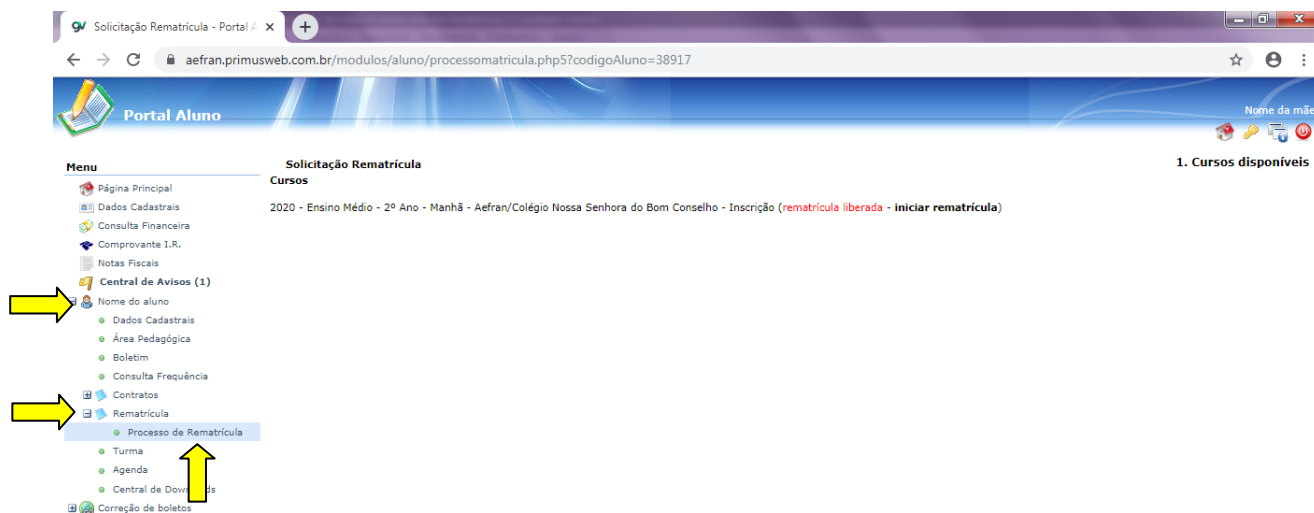 Solicitação Rematrícula - Portal A
aefran.primusweb.com.br/modulos/aluno/processomatricula.php5?codigoAluno=38917
Portal Aluno
Nome da mãe
Menu
Solicitação Rematrícula
1. Cursos disponíveis
Cursos
Página Principal
Dados Cadastrais
2020 - Ensino Médio - 2º Ano - Manhã - Aefran/Colégio Nossa Senhora do Bom Conselho - Inscrição (rematrícula liberada - iniciar rematrícula)
Consulta Financeira
Comprovante I.R.
Notas Fiscais
Central de Avisos (1)
Nome do aluno
Dados Cadastrais
Área Pedagógica
Boletim
Consulta Frequência
Contratos
Rematrícula
Processo de Rematrícula
Turma
Agenda
Central de
Correção de boletos